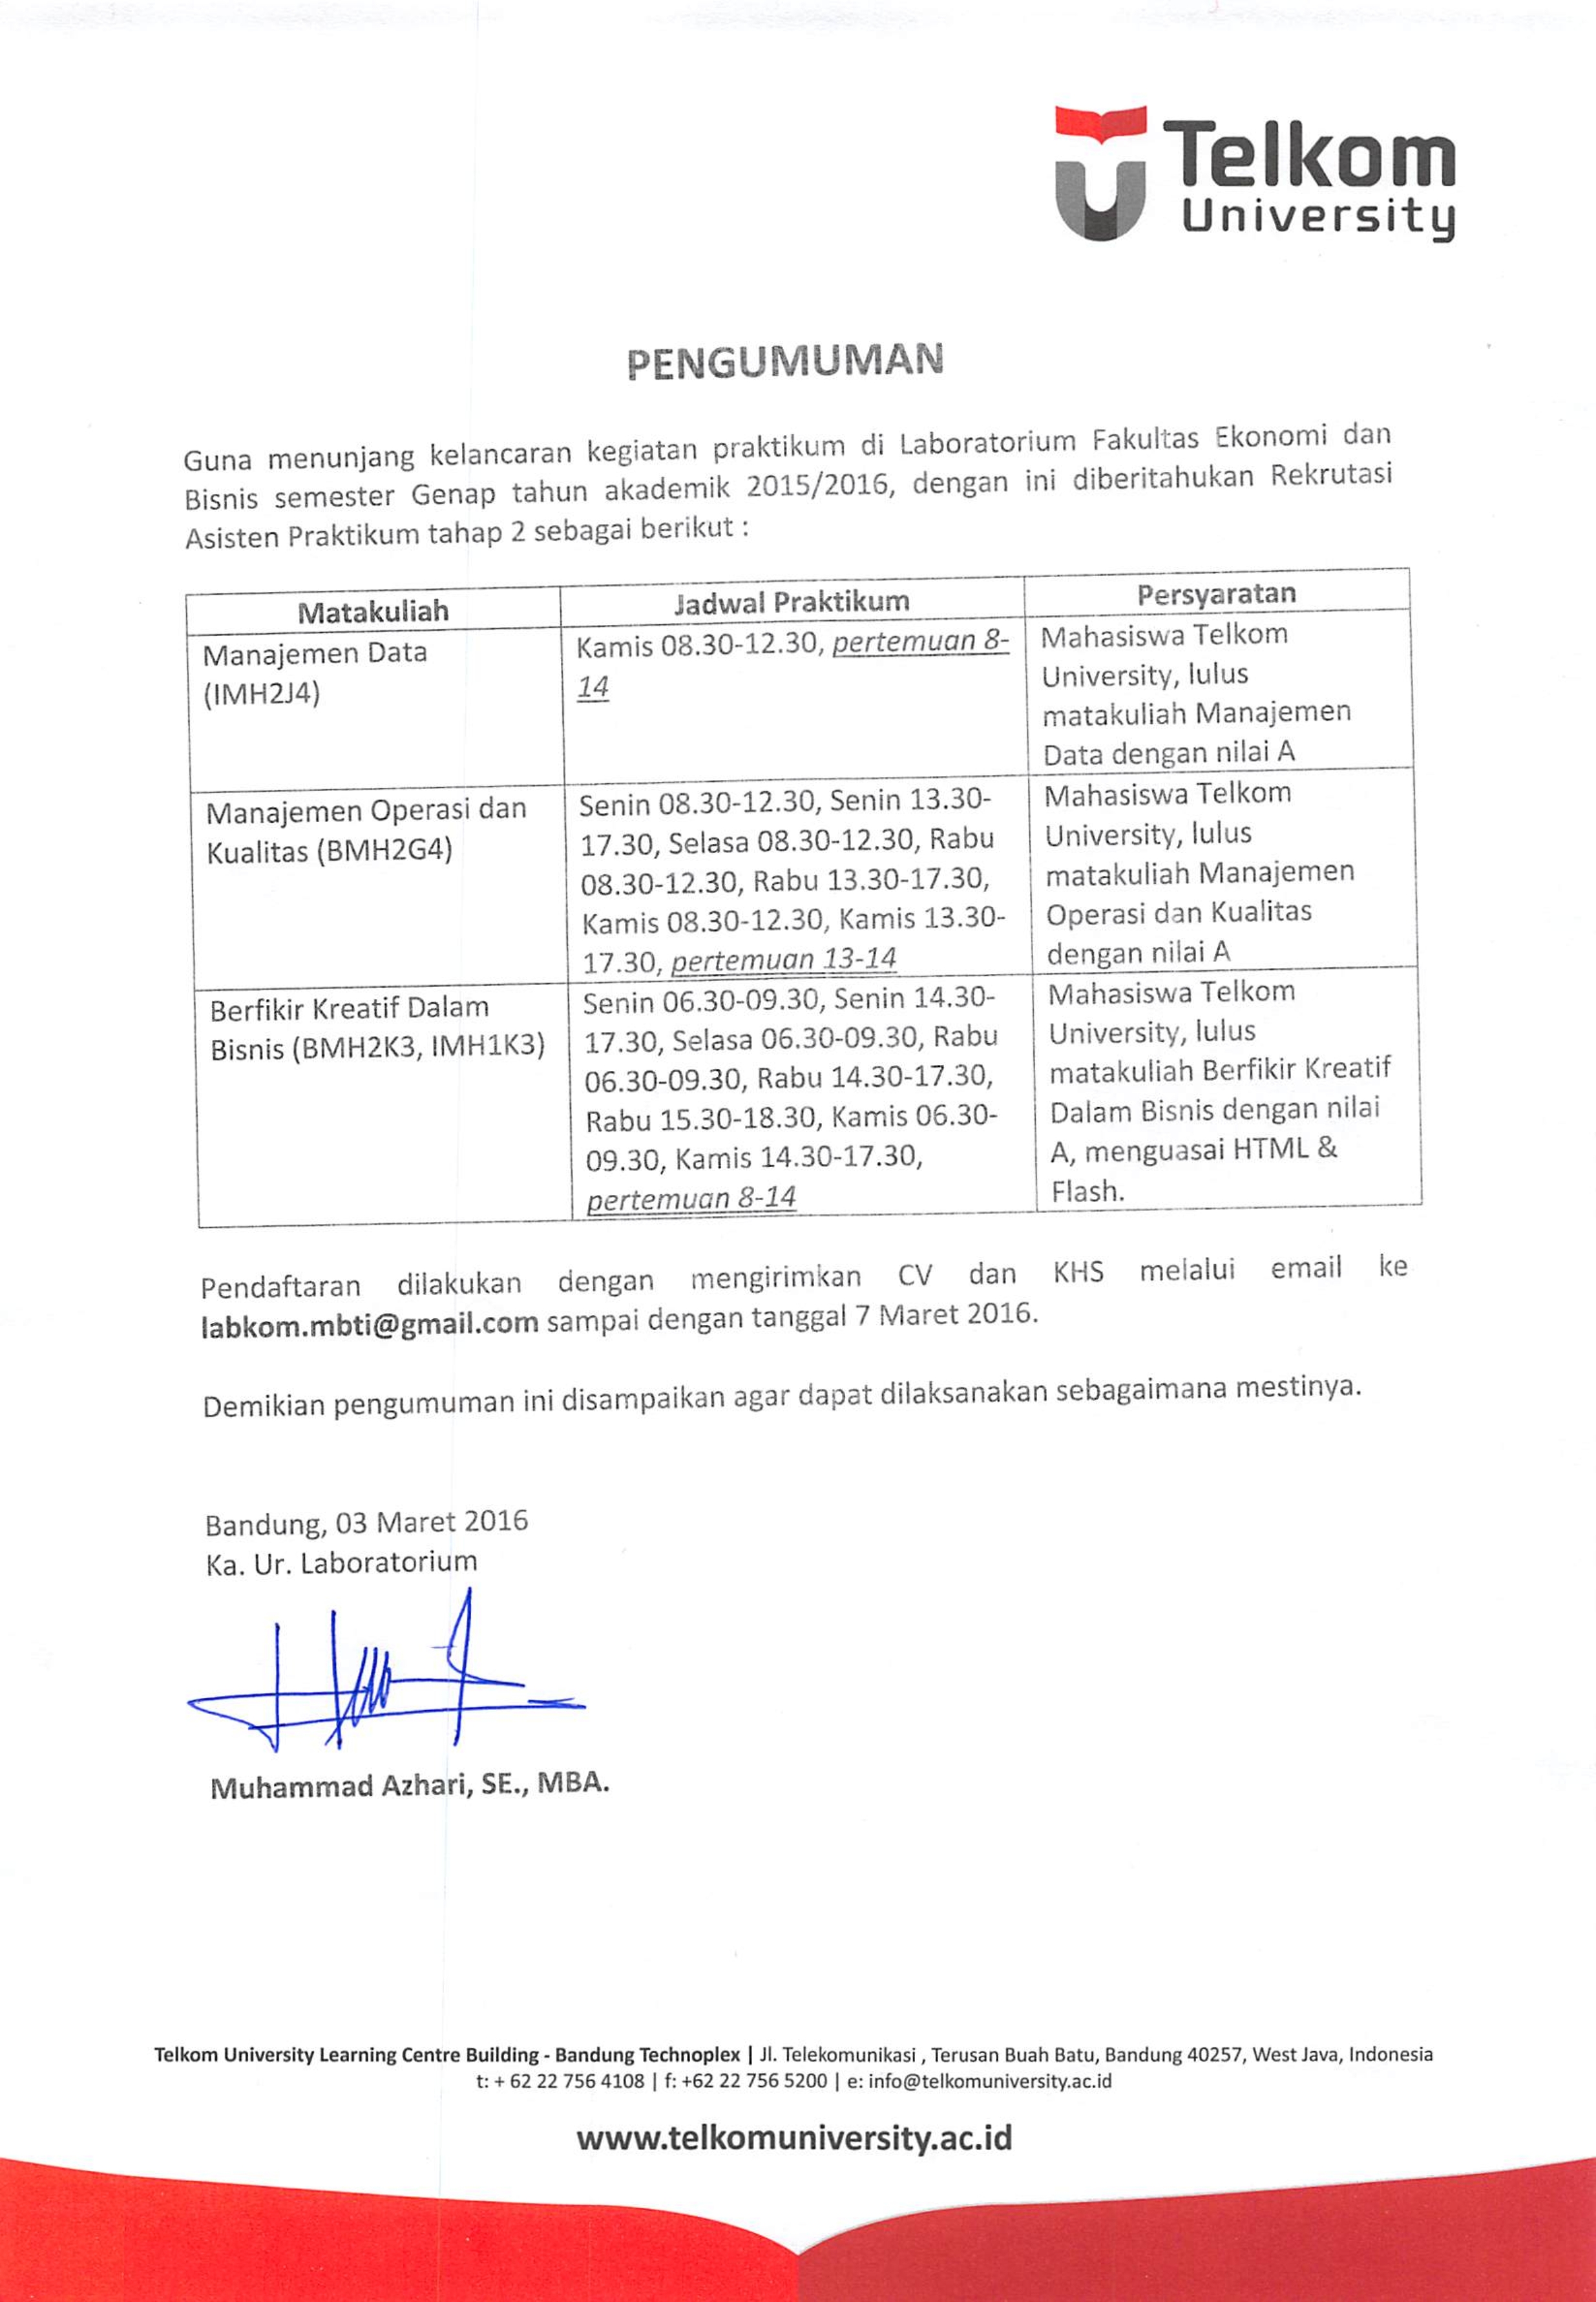 Telkom
University
PENGUMUMAN
Guna menunjang kelancaran kegiatan praktikum di Laboratorium Fakultas Ekonomi dan
Bisnis semester Genap tahun akademik 2015/2016, dengan ini diberitahukan Rekrutasi
Asisten Praktikum tahap 2 sebagai berikut :
Matakuliah
Jadwal Praktikum
Persyaratan
Manajemen Data
(IMH2J4)
Kamis 08.30-12.30, pertemuan 8-
14
Mahasiswa Telkom
University, lulus
matakuliah Manajemen
Data dengan nilai A
Manajemen Operasi dan
Kualitas (BMH2G4)
Senin 08.30-12.30, Senin 13.30-
17.30, Selasa 08.30-12.30, Rabu
08.30-12.30, Rabu 13.30-17.30,
Kamis 08.30-12.30, Kamis 13.30-
17.30, pertemuan 13-14
Mahasiswa Telkom
University, lulus
matakuliah Manajemen
Operasi dan Kualitas
dengan nilai A
Berfikir Kreatif Dalam
Bisnis (BMH2K3, IMH1K3)
Senin 06.30-09.30, Senin 14.30-
17.30, Selasa 06.30-09.30, Rabu
06.30-09.30, Rabu 14.30-17.30,
Rabu 15.30-18.30, Kamis 06.30-
09.30, Kamis 14.30-17.30,
pertemuan 8-14
Mahasiswa Telkom
University, lulus
matakuliah Berfikir Kreatif
Dalam Bisnis dengan nilai
A, menguasai HTML &
Flash.
Pendaftaran dilakukan dengan mengirimkan CV dan KHS melalui email ke
labkom.mbti@gmail.com sampai dengan tanggal 7 Maret 2016.
Demikian pengumuman ini disampaikan agar dapat dilaksanakan sebagaimana mestinya.
Bandung, 03 Maret 2016
Ka. Ur. Laboratorium
Muhammad Azhari, SE., MBA.
Telkom University Learning Centre Building - Bandung Technoplex | Jl. Telekomunikasi , Terusan Buah Batu, Bandung 40257, West Java, Indonesia
t: + 62 22 756 4108 | f: +62 22 756 5200 | e: info@telkomuniversity.ac.id
www.telkomuniversity.ac.id